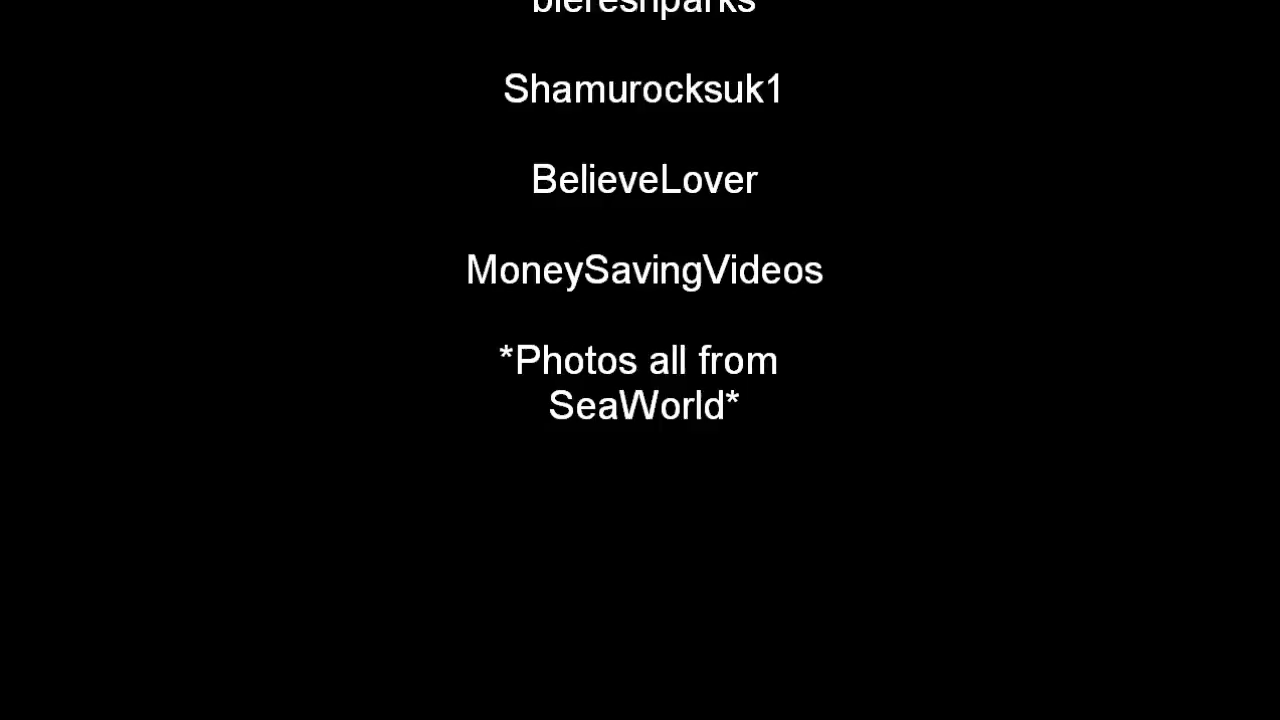 Shamurocksuk1
BelieveLover
MoneySavingVideos
*Photos all from
SeaWorld*